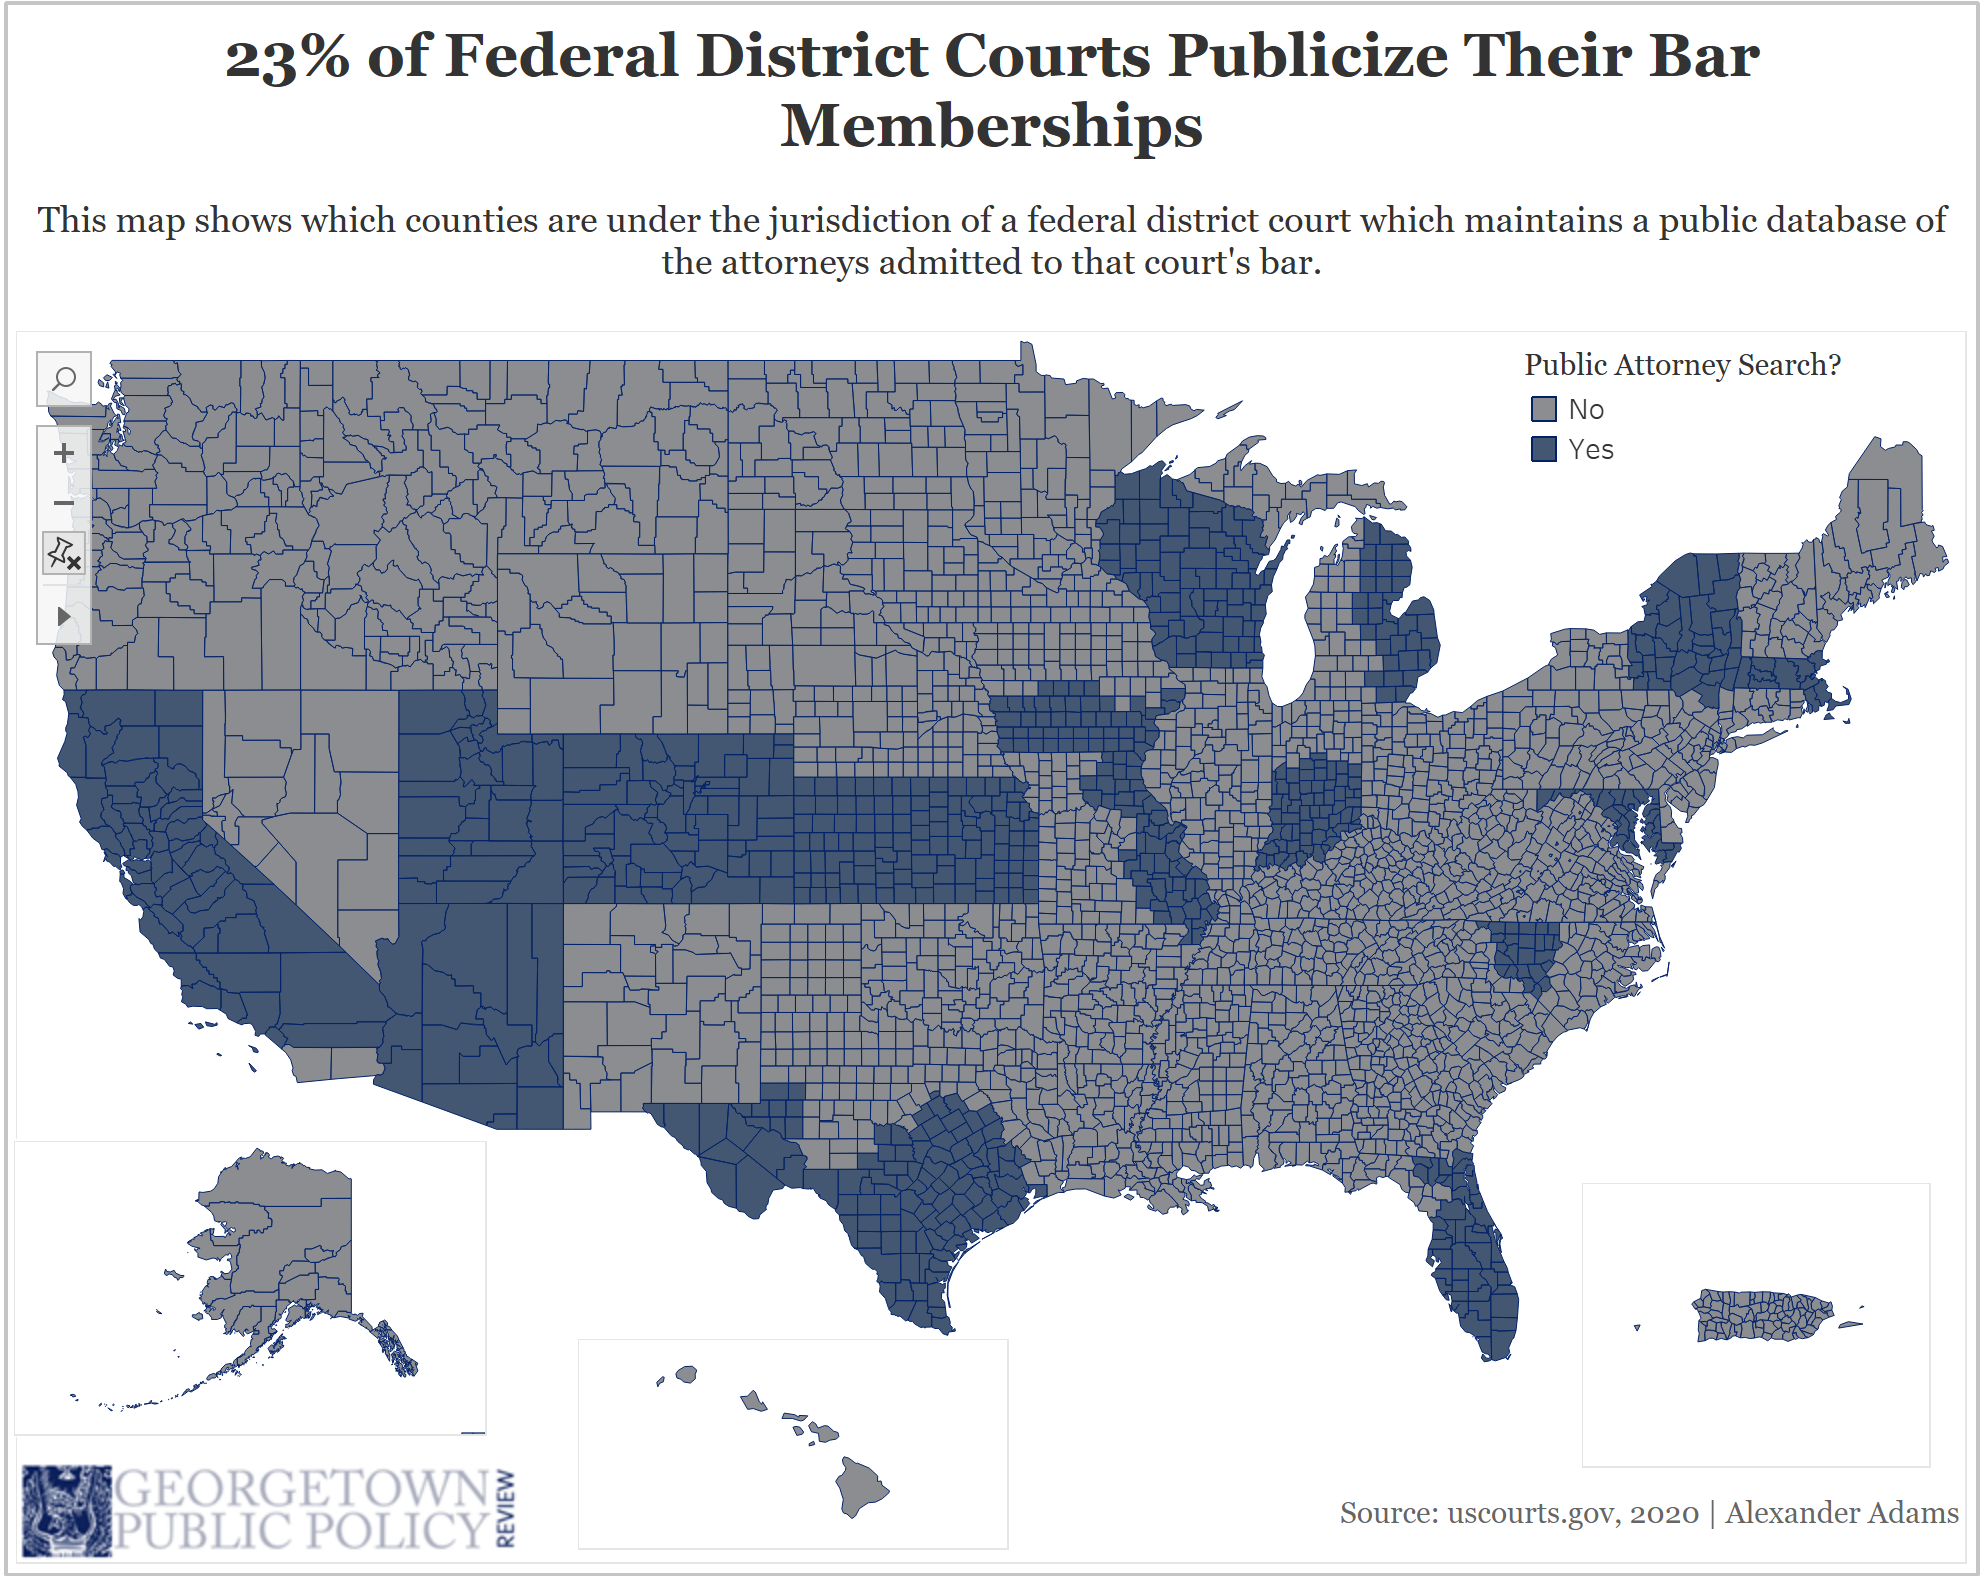 23% of Federal District Courts Publicize Their Bar
Memberships
This map shows which counties are under the jurisdiction of a federal district court which maintains a public database of
the attorneys admitted to that court's bar.
Public Attorney Search?
No
Yes
GEORGETOWN
PUBLIC POLICY
REVIEW
Source: uscourts.gov, 2020 | Alexander Adams